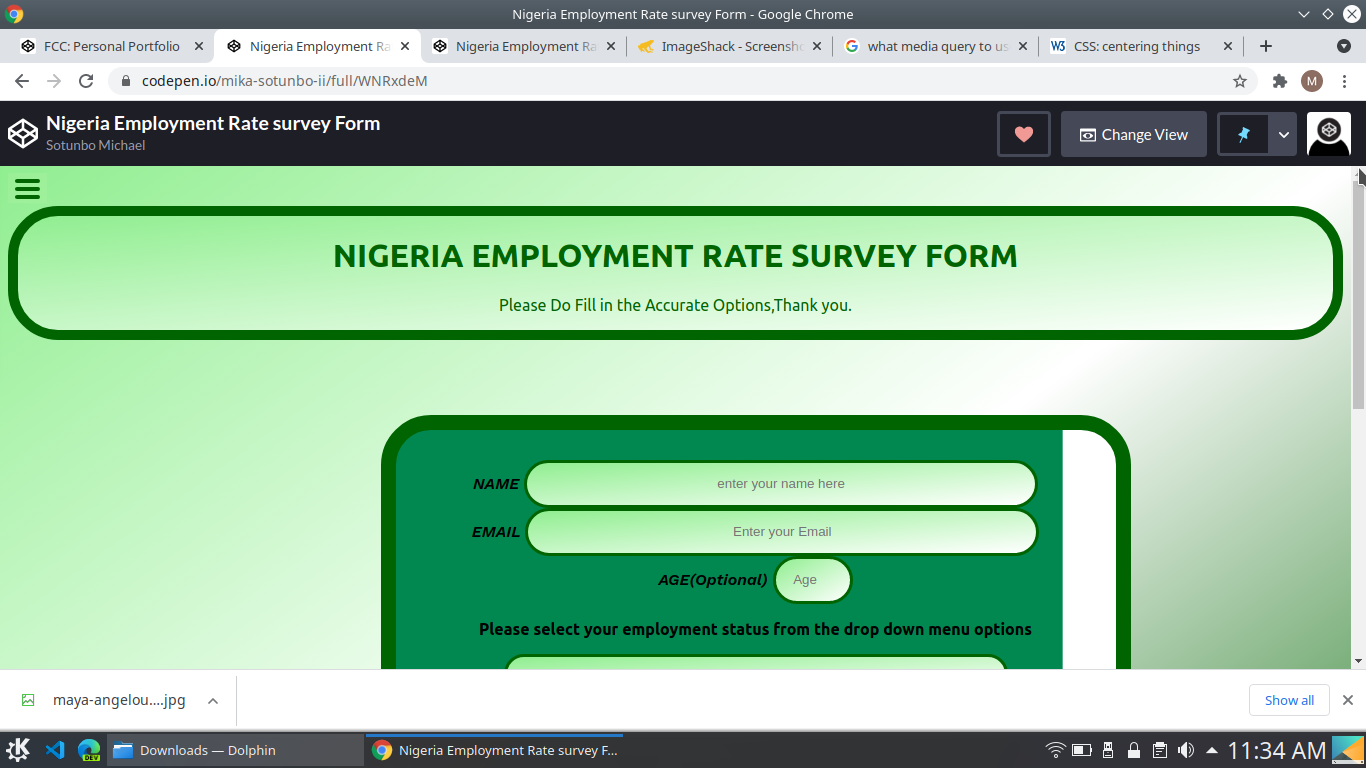 Nigeria Employment Rate survey Form - Google Chrome
FCC: Personal Portfolio
Nigeria Employment Ra
Nigeria Employment Ra
ImageShack - Screensho
what media query to us
W3 CSS: centering things
codepen.io/mika-sotunbo-ii/full/WNRxdeM
M
Nigeria Employment Rate survey Form
Sotunbo Michael
Change View
NIGERIA EMPLOYMENT RATE SURVEY FORM
Please Do Fill in the Accurate Options,Thank you.
NAME enter your name here
EMAIL Enter your Email
AGE(Optional) Age
Please select your employment status from the drop down menu options
maya-angelou....jpg
Show all
DEV
Downloads — Dolphin
Nigeria Employment Rate survey F...
11:34 AM